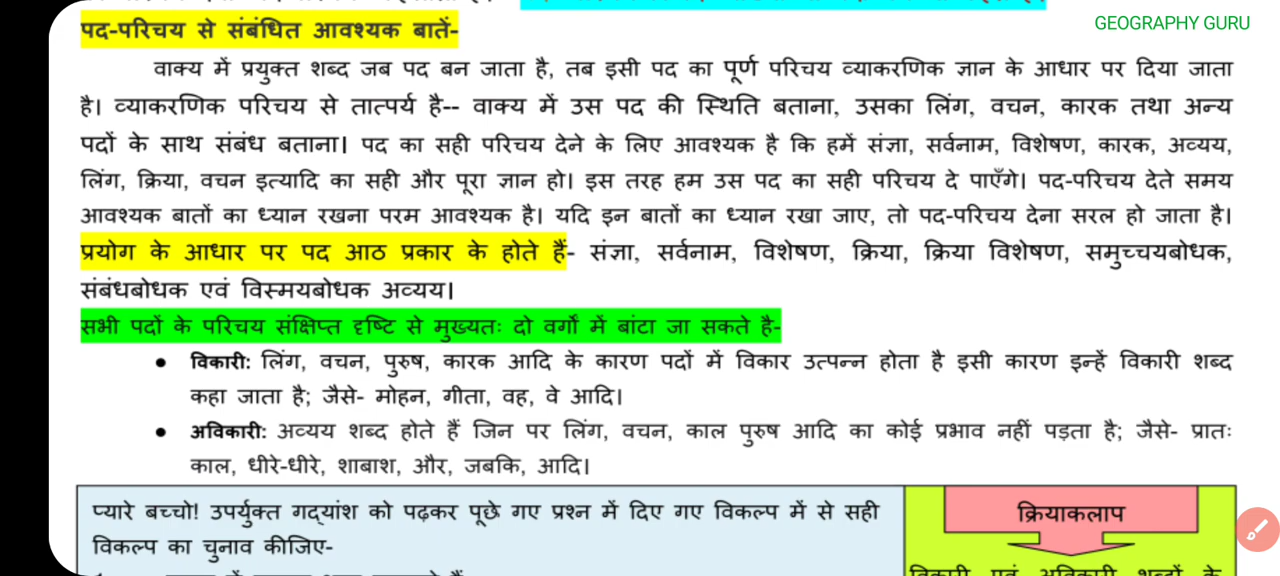 GEOGRAPHY GURU
पद-परिचय से संबंधित आवश्यक बातें-
वाक्य में प्रयुक्त शब्द जब पद बन जाता है, तब इसी पद का पूर्ण परिचय व्याकरणिक ज्ञान के आधार पर दिया जाता
है। व्याकरणिक परिचय से तात्पर्य है-- वाक्य में उस पद की स्थिति बताना, उसका लिंग, वचन, कारक तथा अन्य
पदों के साथ संबंध बताना। पद का सही परिचय देने के लिए आवश्यक है कि हमें संज्ञा, सर्वनाम, विशेषण, कारक, अव्यय,
लिंग, क्रिया, वचन इत्यादि का सही और पूरा ज्ञान हो। इस तरह हम उस पद का सही परिचय दे पाएँगे। पद-परिचय देते समय
आवश्यक बातों का ध्यान रखना परम आवश्यक है। यदि इन बातों का ध्यान रखा जाए, तो पद-परिचय देना सरल हो जाता है।
प्रयोग के आधार पर पद आठ प्रकार के होते हैं- संज्ञा, सर्वनाम, विशेषण, क्रिया, क्रिया विशेषण, समुच्चयबोधक,
संबंधबोधक एवं विस्मयबोधक अव्यय।
सभी पदों के परिचय संक्षिप्त दृष्टि से मुख्यतः दो वर्गों में बांटा जा सकते है-
● विकारी: लिंग, वचन, पुरुष, कारक आदि के कारण पदों में विकार उत्पन्न होता है इसी कारण इन्हें विकारी शब्द
कहा जाता है; जैसे- मोहन, गीता, वह, वे आदि।
● अविकारी: अव्यय शब्द होते हैं जिन पर लिंग, वचन, काल पुरुष आदि का कोई प्रभाव नहीं पड़ता है; जैसे- प्रातः
काल, धीरे-धीरे, शाबाश, और, जबकि, आदि।
प्यारे बच्चो! उपर्युक्त गद्यांश को पढ़कर पूछे गए प्रश्न में दिए गए विकल्प में से सही
विकल्प का चुनाव कीजिए-
क्रियाकलाप
विकारी एवं अविकारी शब्दों के